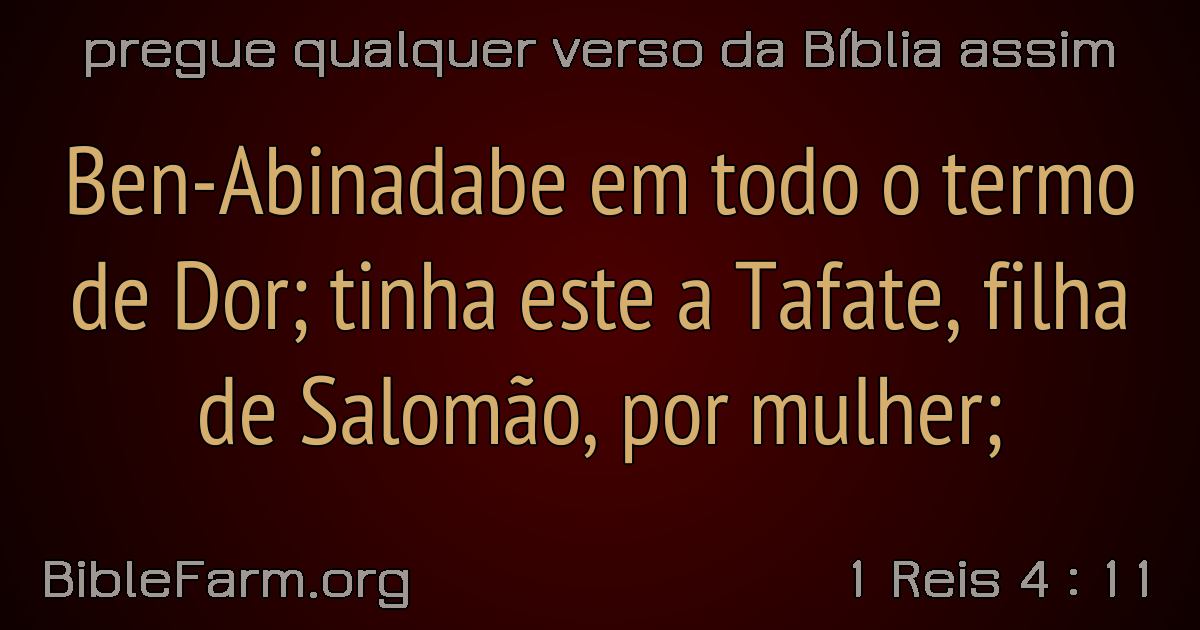 pregue qualquer verso da Bíblia assim
Ben-Abinadabe em todo o termo
de Dor; tinha este a Tafate, filha
de Salomão, por mulher;
BibleFarm.org
1 Reis 4 : 11